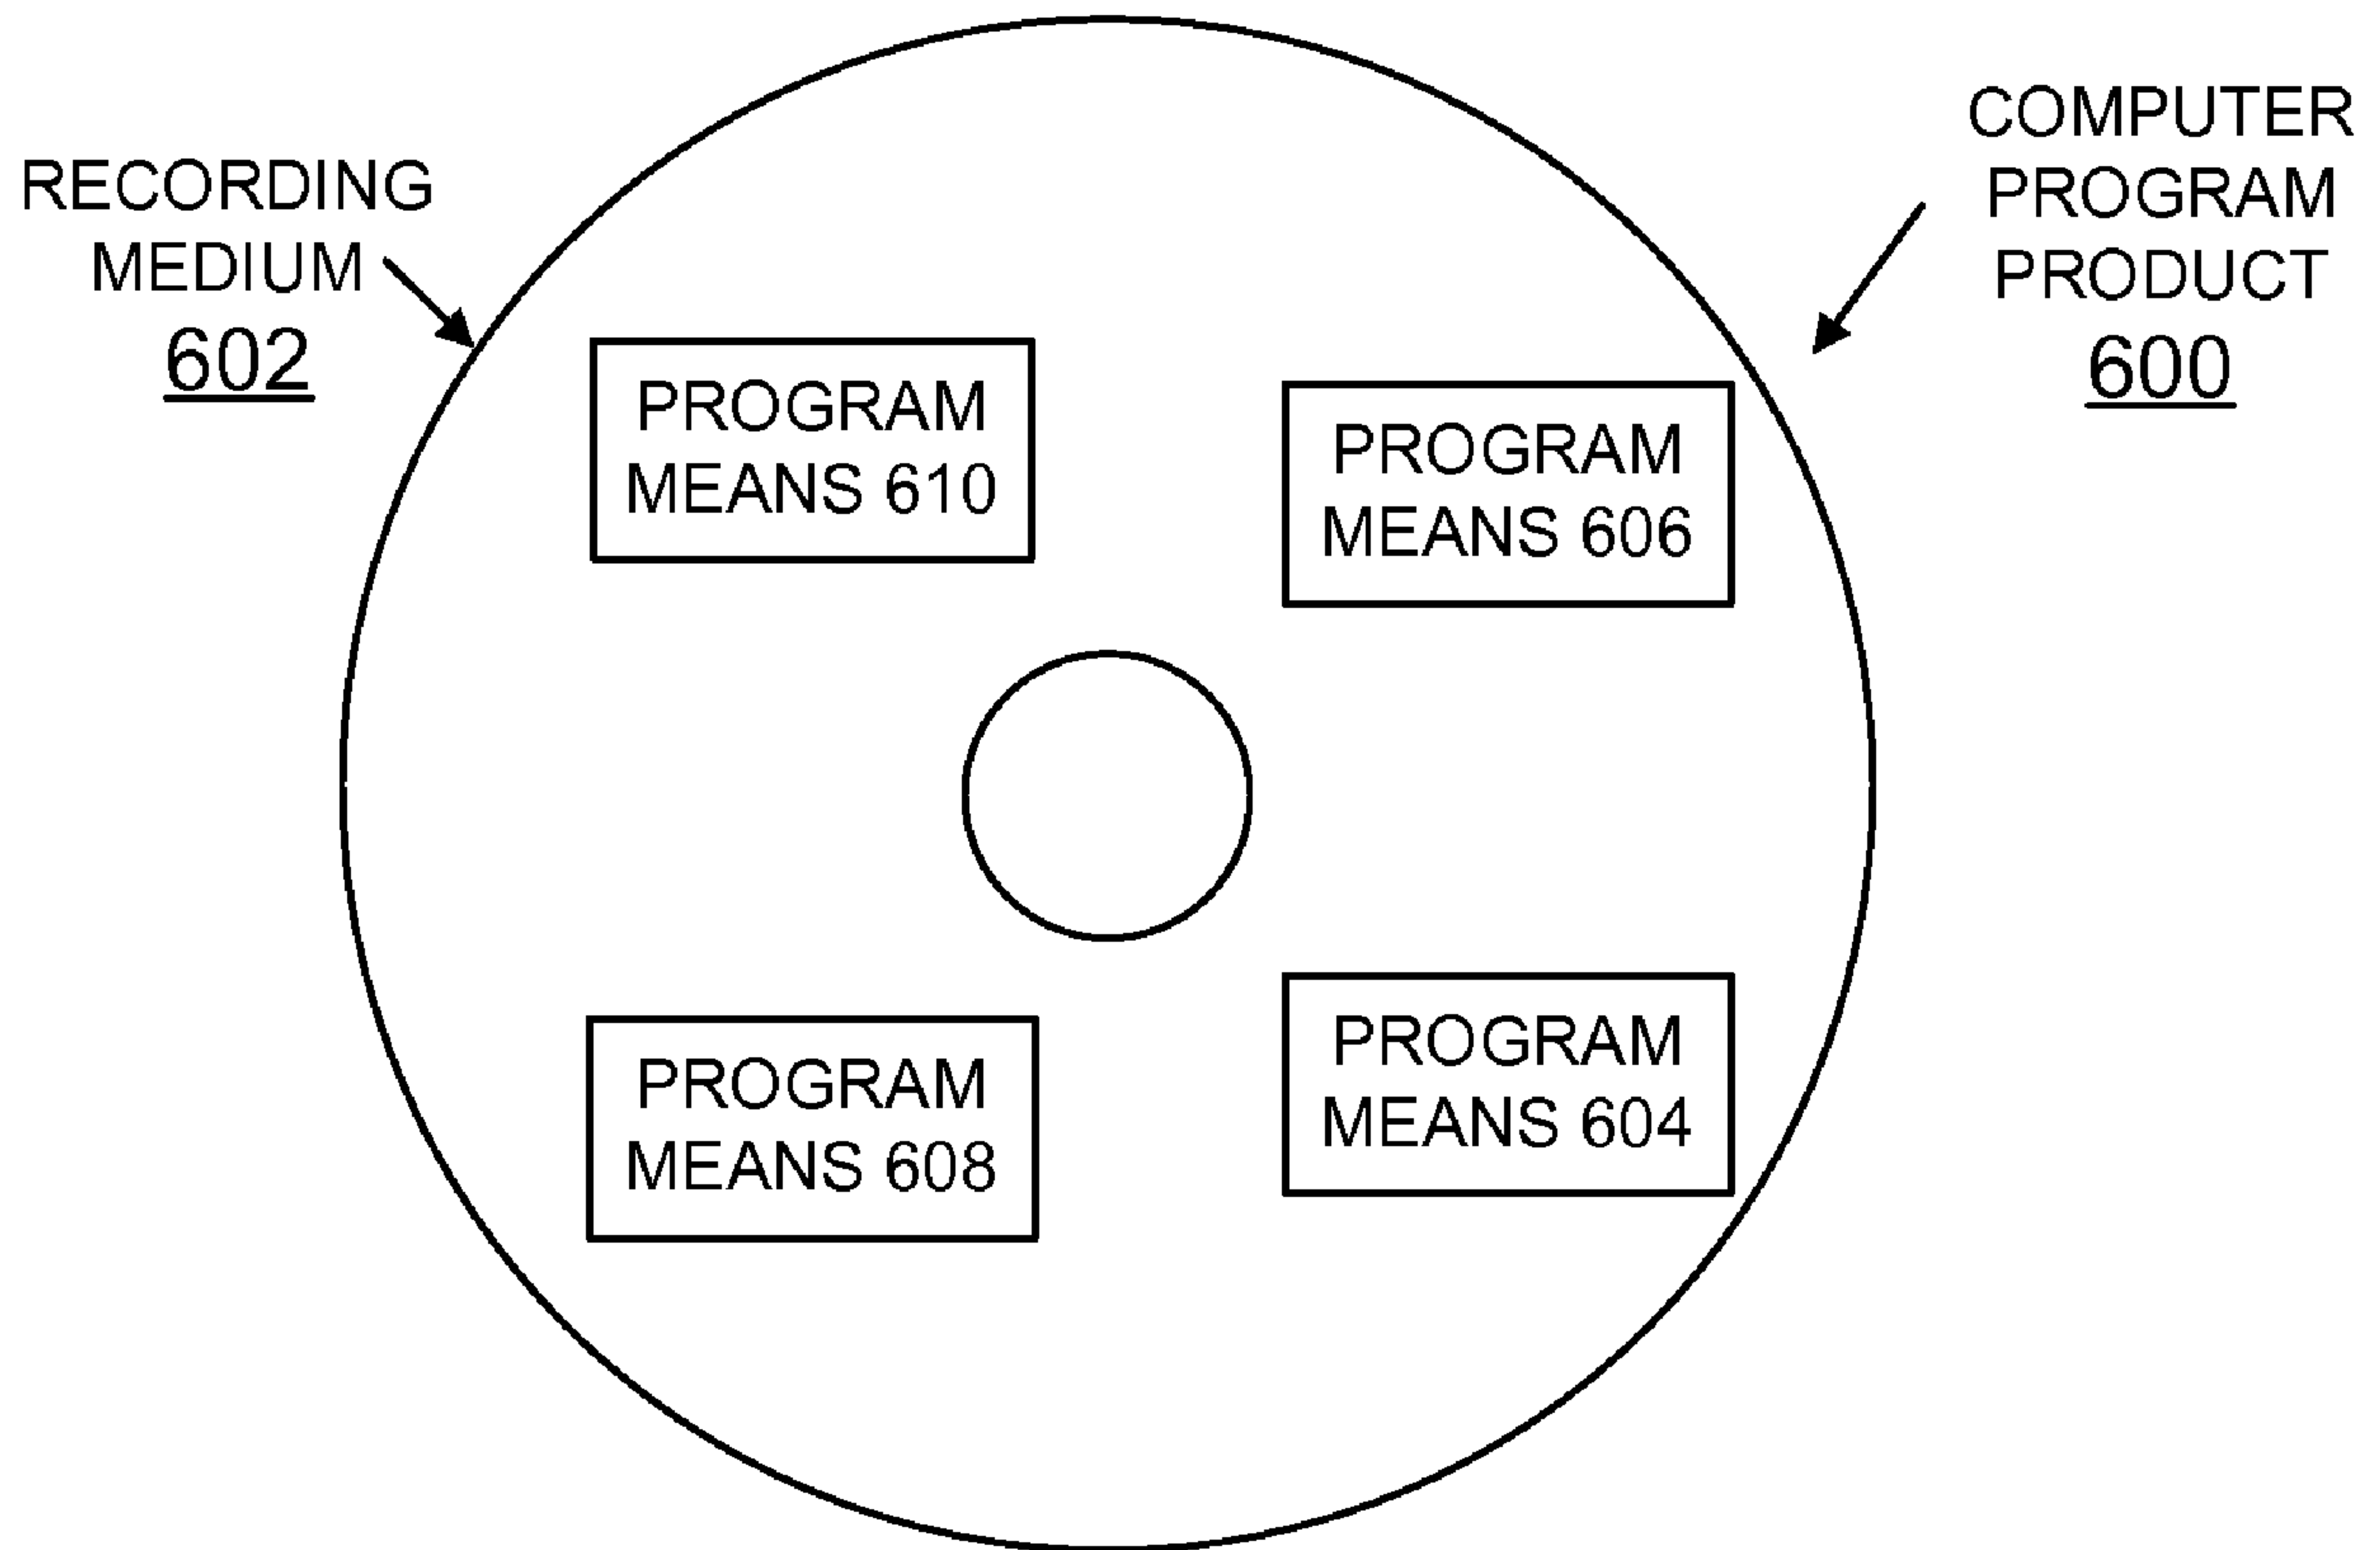 RECORDING
MEDIUM
602
COMPUTER
PROGRAM
PRODUCT
600
PROGRAM
MEANS 610
PROGRAM
MEANS 606
PROGRAM
MEANS 608
PROGRAM
MEANS 604